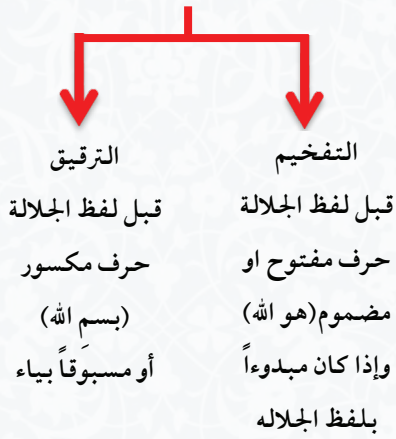 التفخيم
قبل لفظ الجلالة
حرف مفتوح او
مضموم(هو الله)
وإذا كان مبدوءاً
بلفظ الجلاله
الترقيق
قبل لفظ الجلالة
حرف مكسور
(بسمِ الله)
أو مسبوَقاً بياء